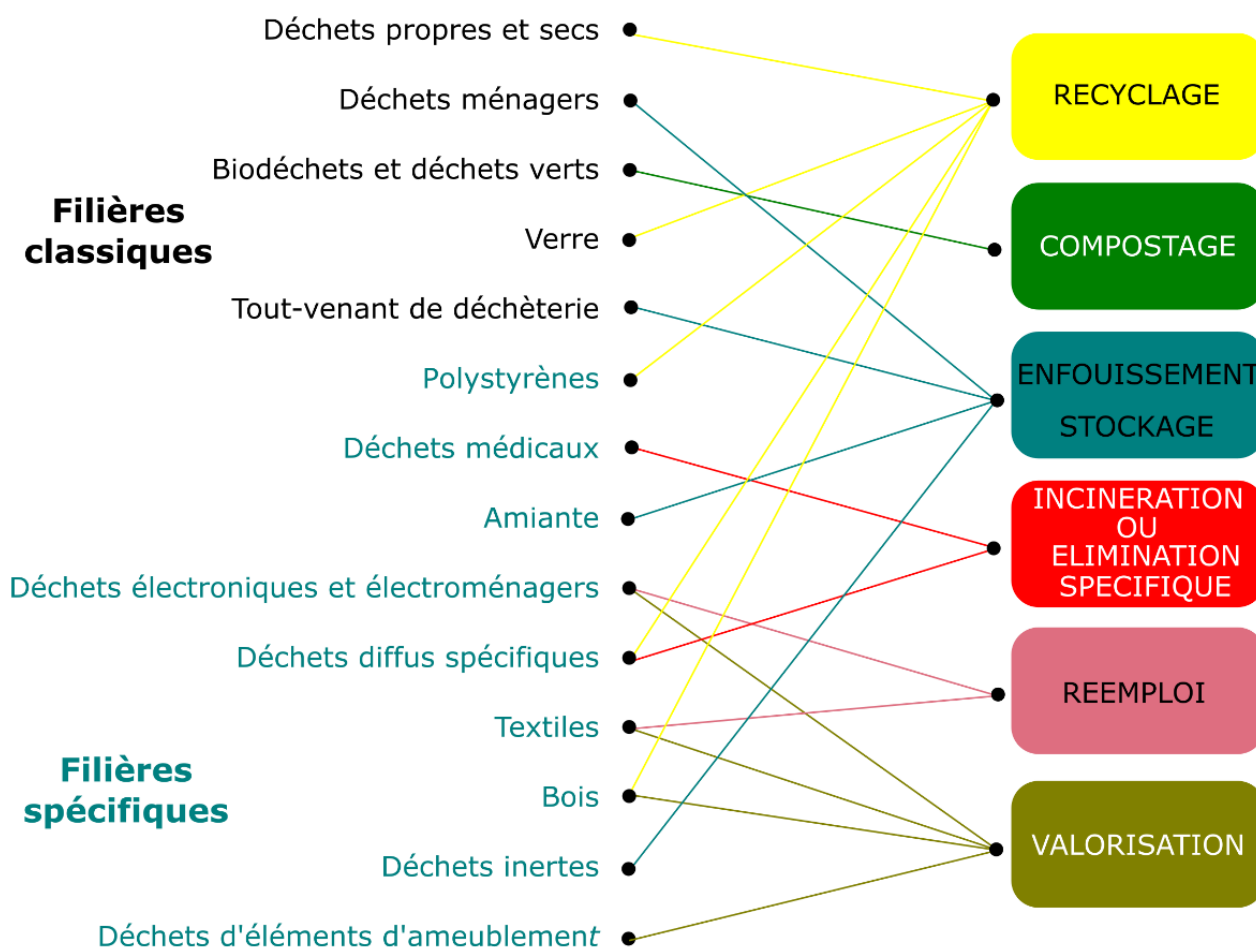 Déchets propres et secs
Déchets ménagers
Biodéchets et déchets verts
Filières
classiques
Verre
Tout-venant de déchèterie
Polystyrènes
Déchets médicaux
Amiante
Déchets électroniques et électroménagers
Déchets diffus spécifiques
Textiles
Filières
spécifiques
Bois
Déchets inertes
Déchets d'éléments d'ameublement
RECYCLAGE
COMPOSTAGE
ENFOUISSEMENT
STOCKAGE
INCINERATION
OU
ELIMINATION
SPECIFIQUE
REEMPLOI
VALORISATION